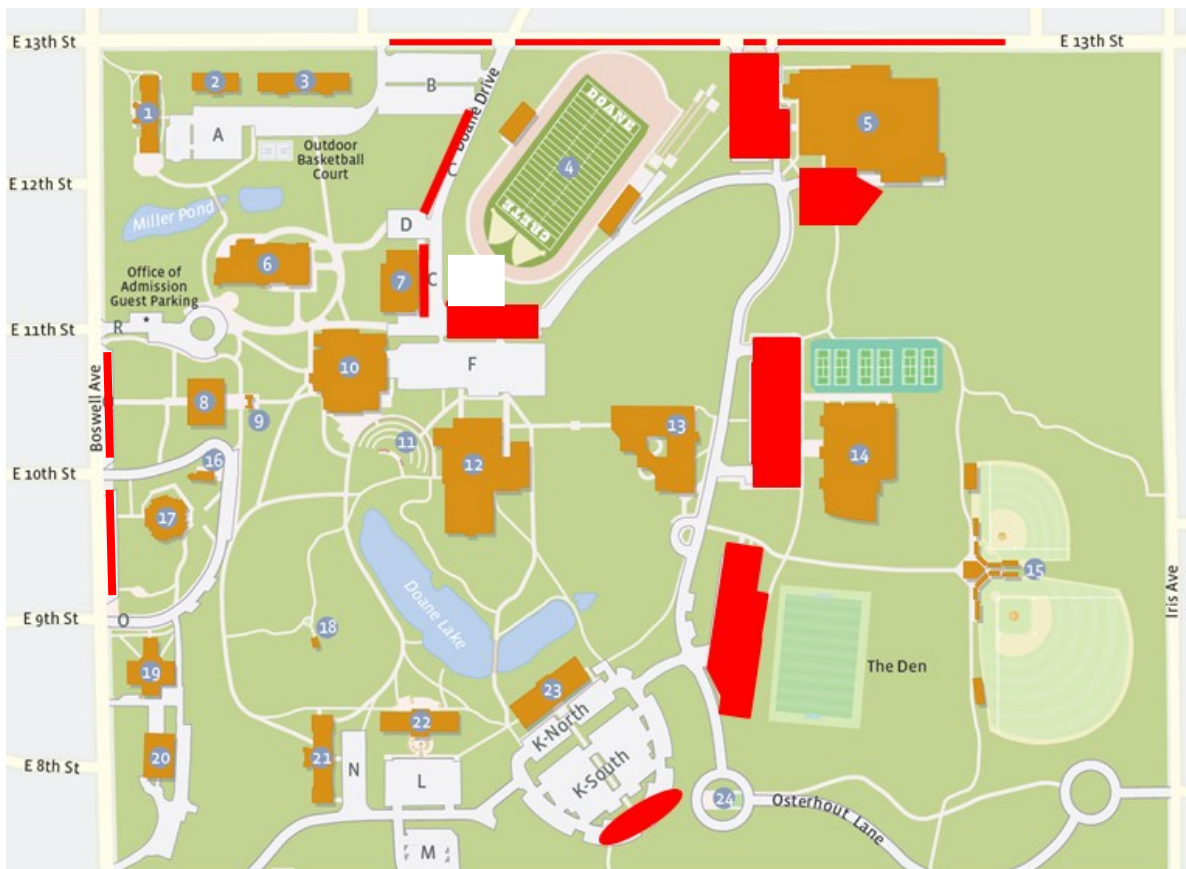 E 13th St
E 13th St
2
3
B
1
A
5
Doane Drive
DOANE
Outdoor
Basketball
Court
4
C
E 12th St
Miller Pond
D
CRETE
6
7
C
Office of
Admission
Guest Parking
*
E 11th St
R
F
10
Boswell Ave
8
9
11
12
13
14
E 10th St
16
17
Doane Lake
15
Iris Ave
E 9th St
O
18
19
The Den
23
K-North
22
20
21
N
L
K-South
E 8th St
24
Osterhout Lane
M